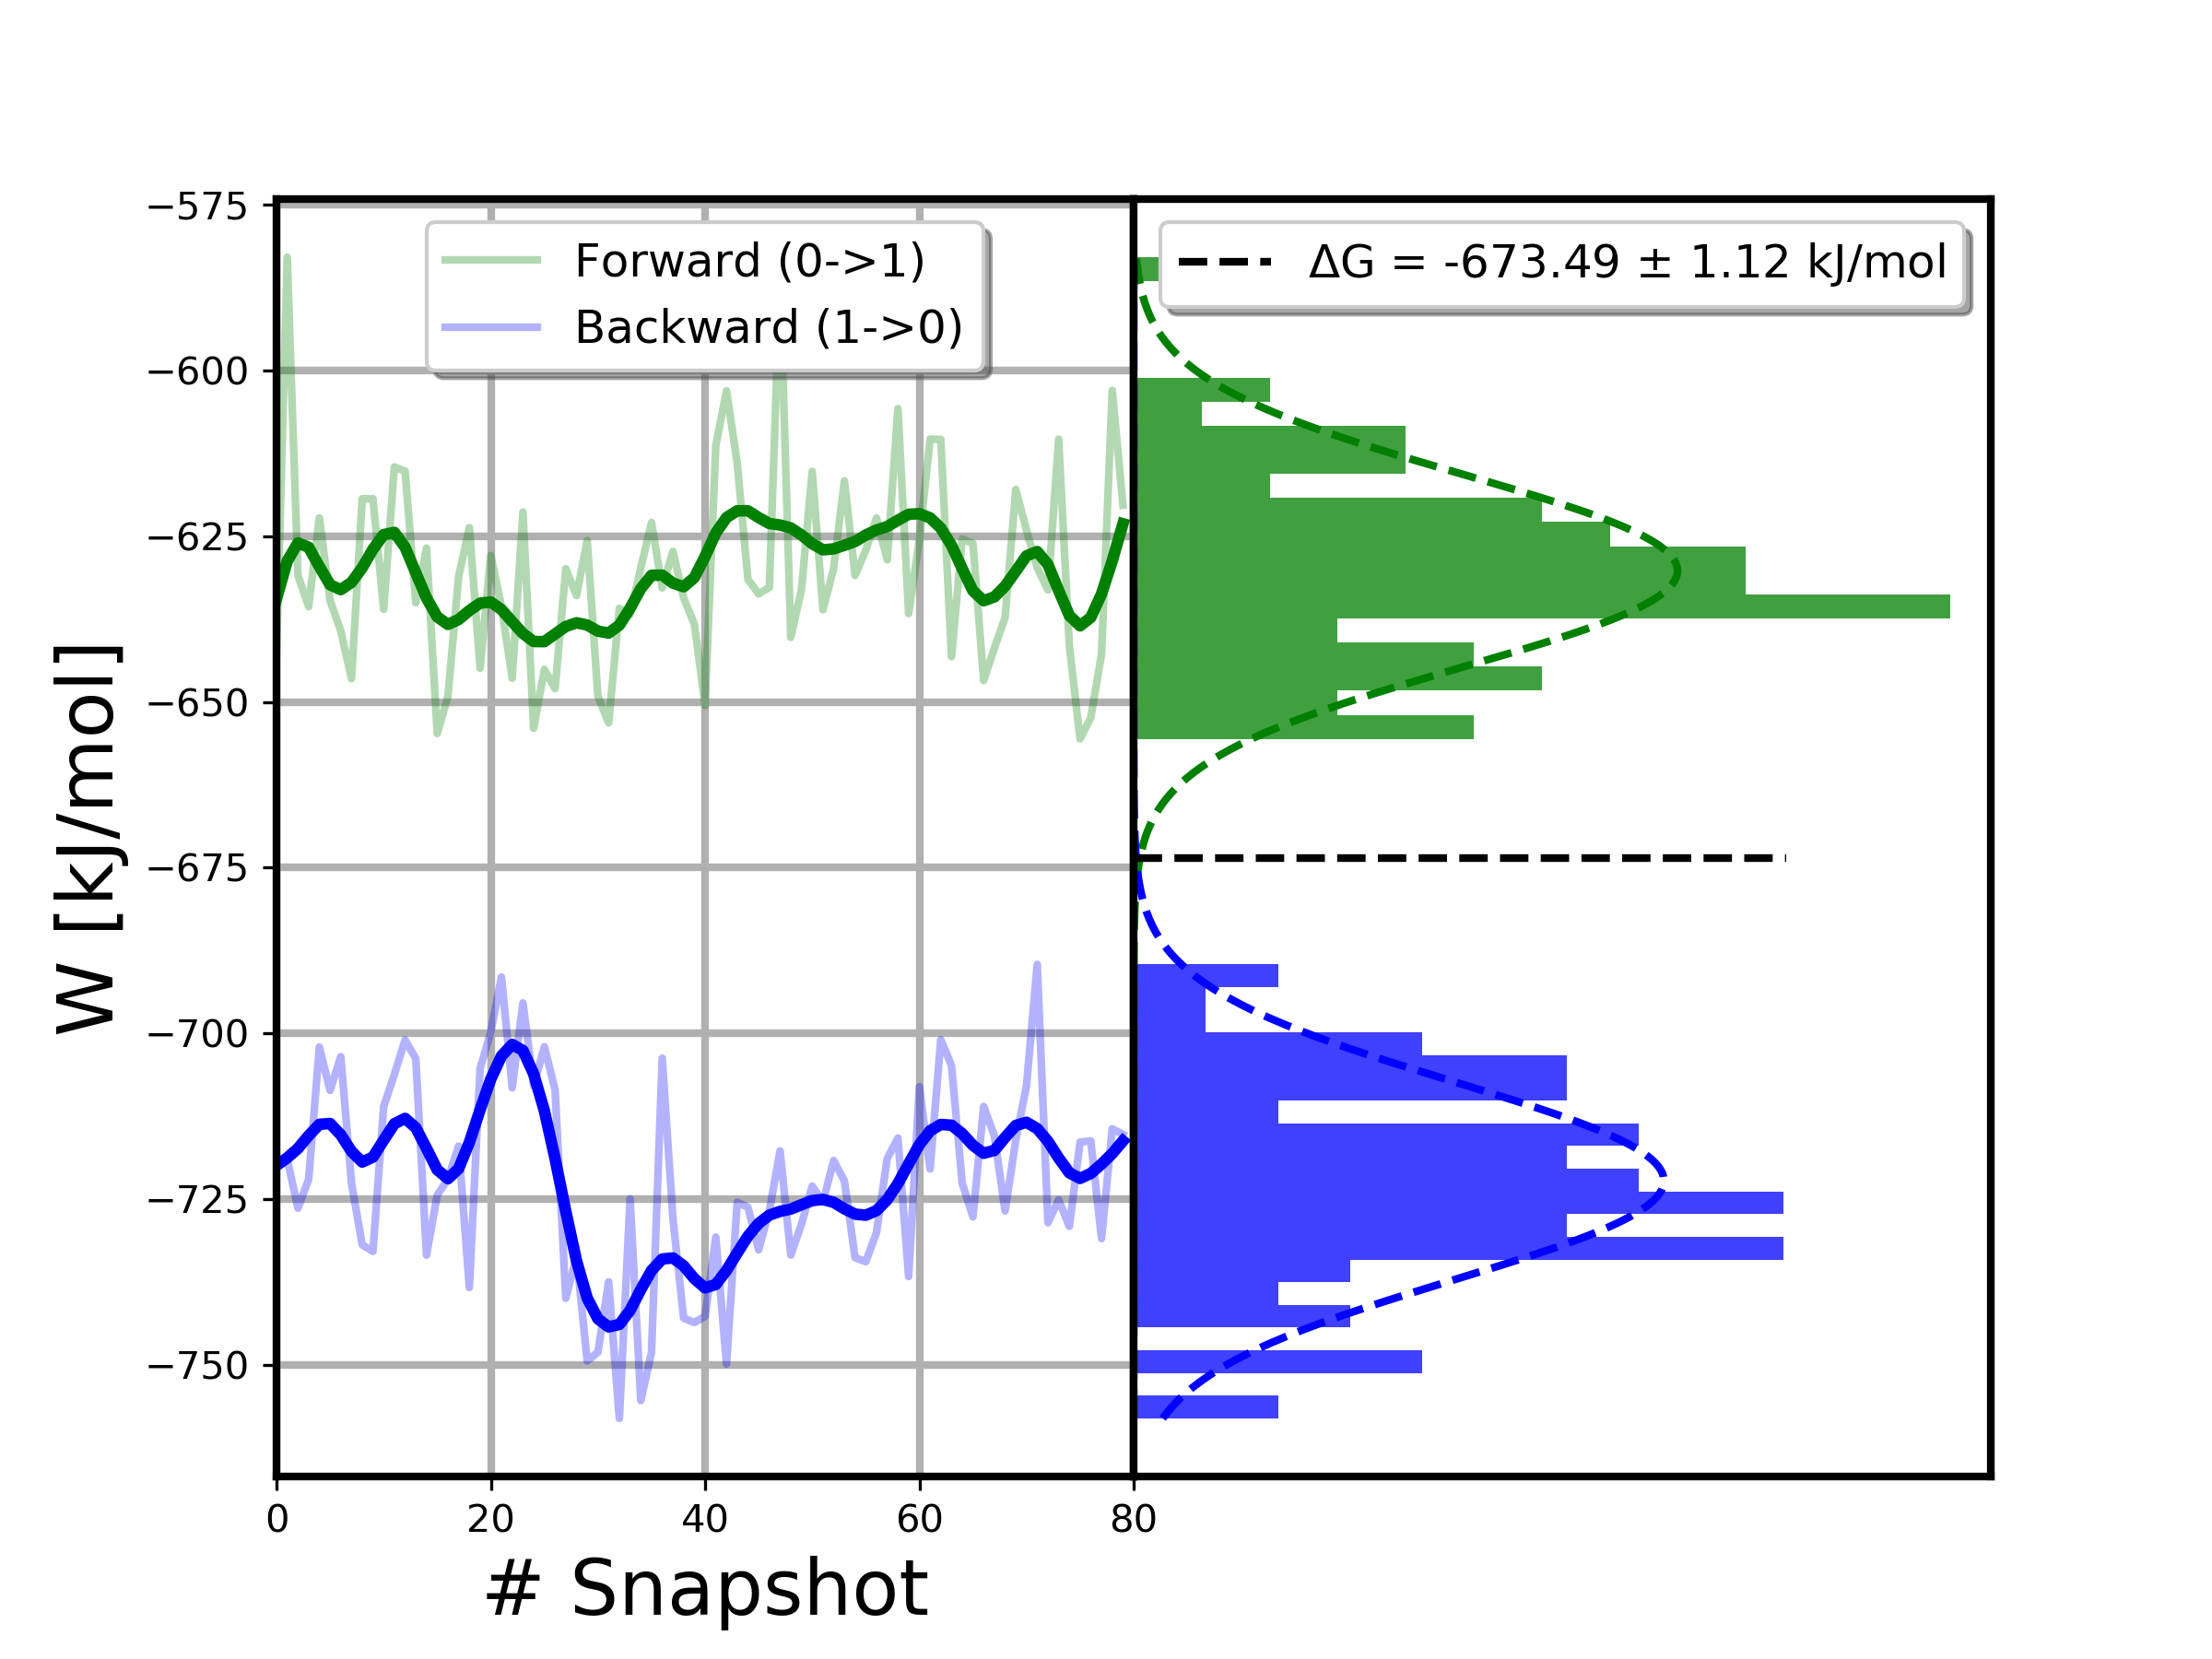 −575
−600
−625
−650
−675
−700
−725
−750
W [kJ/mol]
Forward (0->1)
Backward (1->0)
ΔG = -673.49 ± 1.12 kJ/mol
0 20 40 60 80
# Snapshot